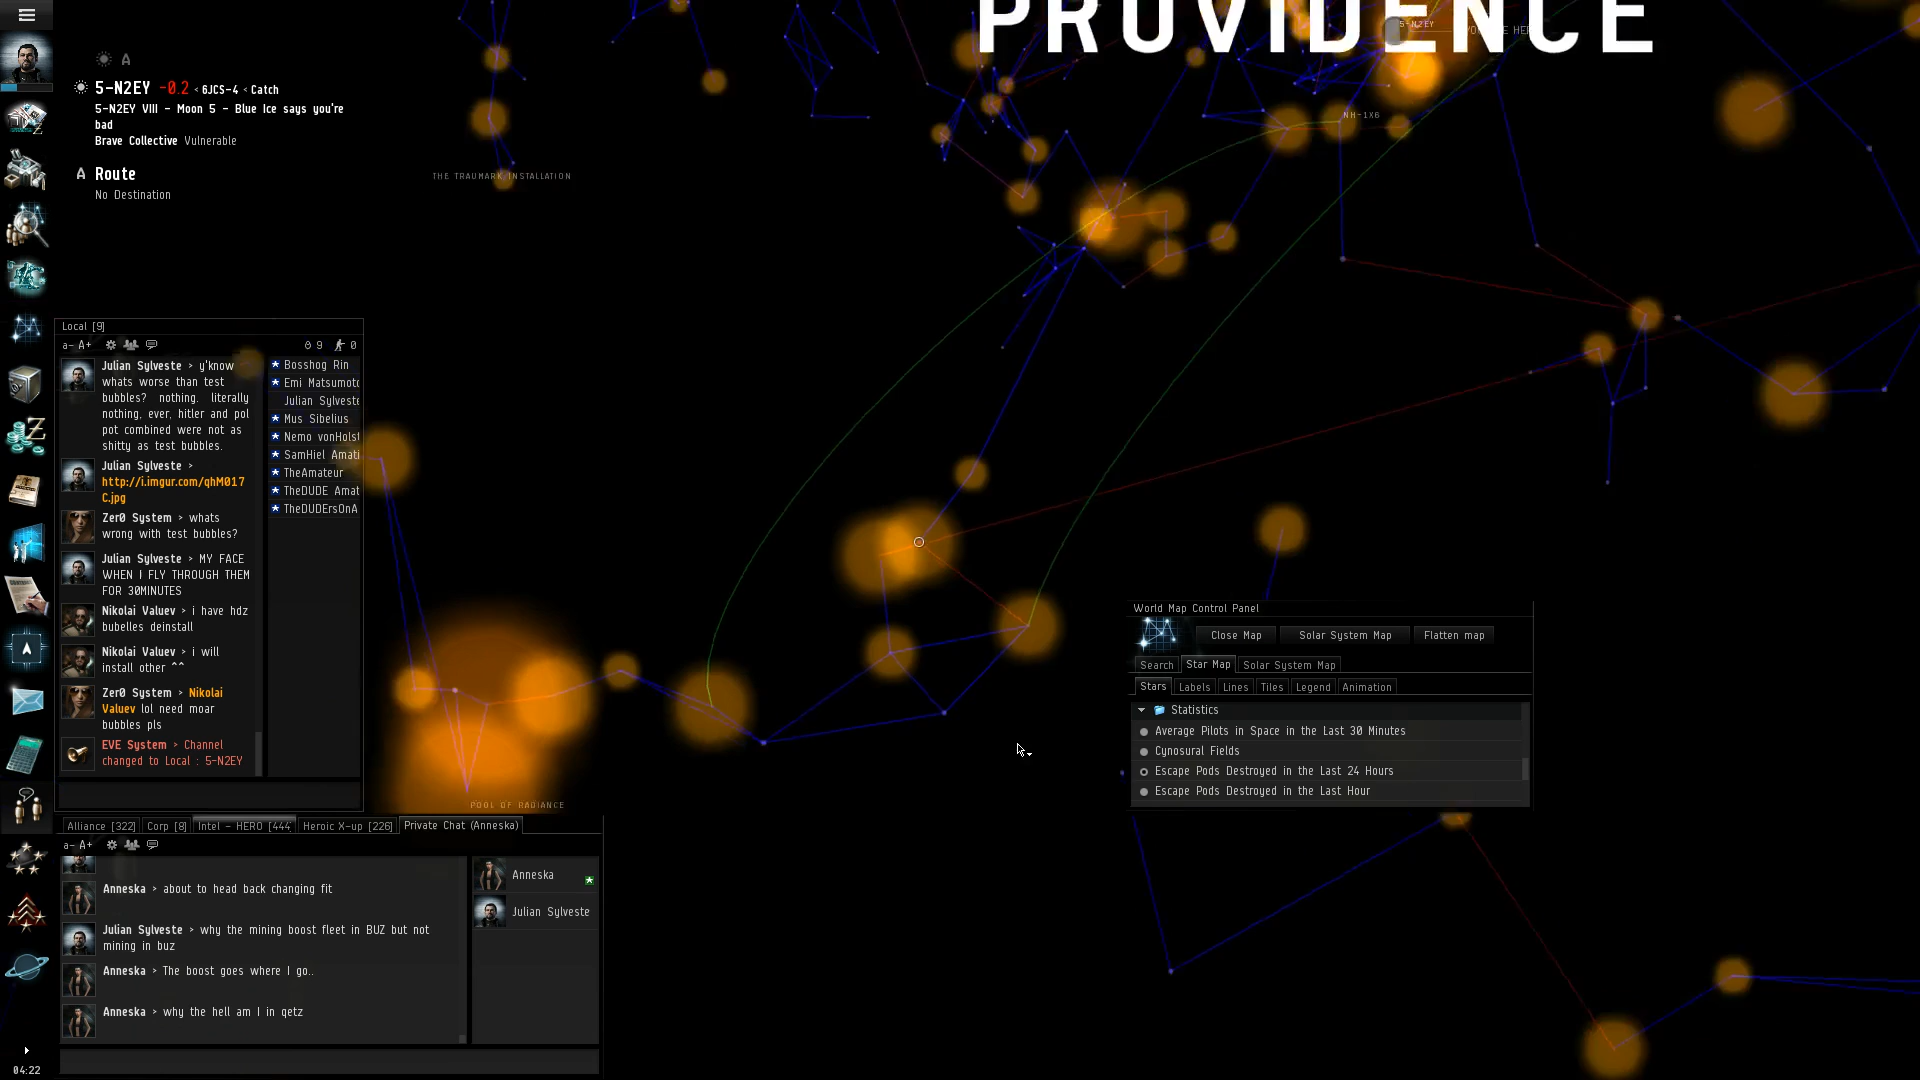 PROVIDENCE
5-N2EY
NH-1X6
A
5-N2EY -0.2 < 6JCS-4 < Catch
5-N2EY VIII - Moon 5 - Blue Ice says you're
bad
Brave Collective Vulnerable
A Route
No Destination
THE TRAUMARK INSTALLATION
Local [9]
a- A+
9 0
Julian Sylveste > y'know
whats worse than test
bubbles? nothing. literally
nothing, ever, hitler and pol
pot combined were not as
shitty as test bubbles.
Julian Sylveste >
http://i.imgur.com/qhM017
C.jpg
Zer0 System > whats
wrong with test bubbles?
Julian Sylveste > MY FACE
WHEN I FLY THROUGH THEM
FOR 30MINUTES
Nikolai Valuev > i have hdz
bubelles deinstall
Nikolai Valuev > i will
install other ^^
Zer0 System > Nikolai
Valuev lol need moar
bubbles pls
EVE System > Channel
changed to Local : 5-N2EY
Bosshog Rin
Emi Matsumoto
Julian Sylveste
Mus Sibelius
Nemo vonHolst
SamHiel Amati
TheAmateur
TheDUDE Amat
TheDUDErsOnA
POOL OF RADIANCE
Alliance [322] Corp [8] Intel - HERO [444] Heroic X-up [226] Private Chat (Anneska)
a- A+
Anneska > about to head back changing fit
Julian Sylveste > why the mining boost fleet in BUZ but not
mining in buz
Anneska > The boost goes where I go..
Anneska > why the hell am I in qetz
Anneska
Julian Sylveste
World Map Control Panel
Close Map Solar System Map Flatten map
Search Star Map Solar System Map
Stars Labels Lines Tiles Legend Animation
Statistics
Average Pilots in Space in the Last 30 Minutes
Cynosural Fields
Escape Pods Destroyed in the Last 24 Hours
Escape Pods Destroyed in the Last Hour
04:22